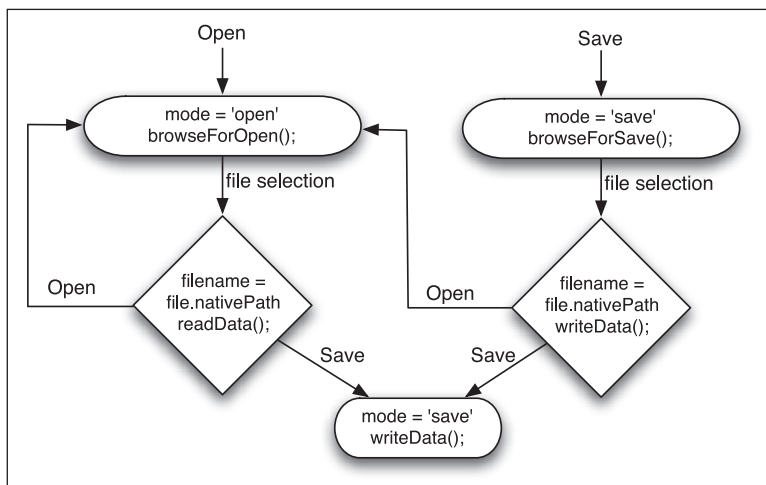 Open
Save
mode = 'open'
browseForOpen();
mode = 'save'
browseForSave();
file selection
file selection
filename =
file.nativePath
readData();
filename =
file.nativePath
writeData();
Open
Open
Save
Save
mode = 'save'
writeData();